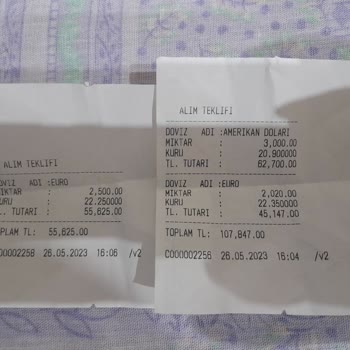 ALIM TEKLIFI
DOVIZ ADI :EURO
MIKTAR : 2,500.00
KURU : 22.250000
TL. TUTARI : 55,625.00
TOPLAM TL: 55,625.00
C000002258 26.05.2023 16:06 /v2
ALIM TEKLIFI
DOVIZ ADI :AMERIKAN DOLARI
MIKTAR : 3,000.00
KURU : 20.900000
TL. TUTARI : 62,700.00
DOVIZ ADI :EURO
MIKTAR : 2,020.00
KURU : 22.350000
TL. TUTARI : 45,147.00
TOPLAM TL: 107,847.00
C000002256 26.05.2023 16:04 /v2